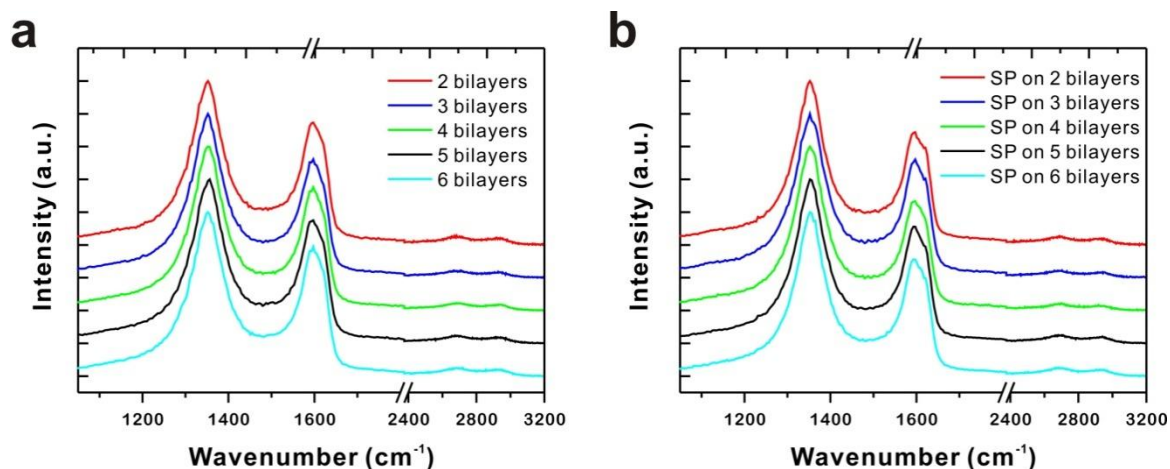 a
Intensity (a.u.)
2 bilayers
3 bilayers
4 bilayers
5 bilayers
6 bilayers
1200 1400 1600 2400 3200
Wavenumber (cm⁻¹)
b
Intensity (a.u.)
SP on 2 bilayers
SP on 3 bilayers
SP on 4 bilayers
SP on 5 bilayers
SP on 6 bilayers
1200 1400 1600 2400 3200
Wavenumber (cm⁻¹)